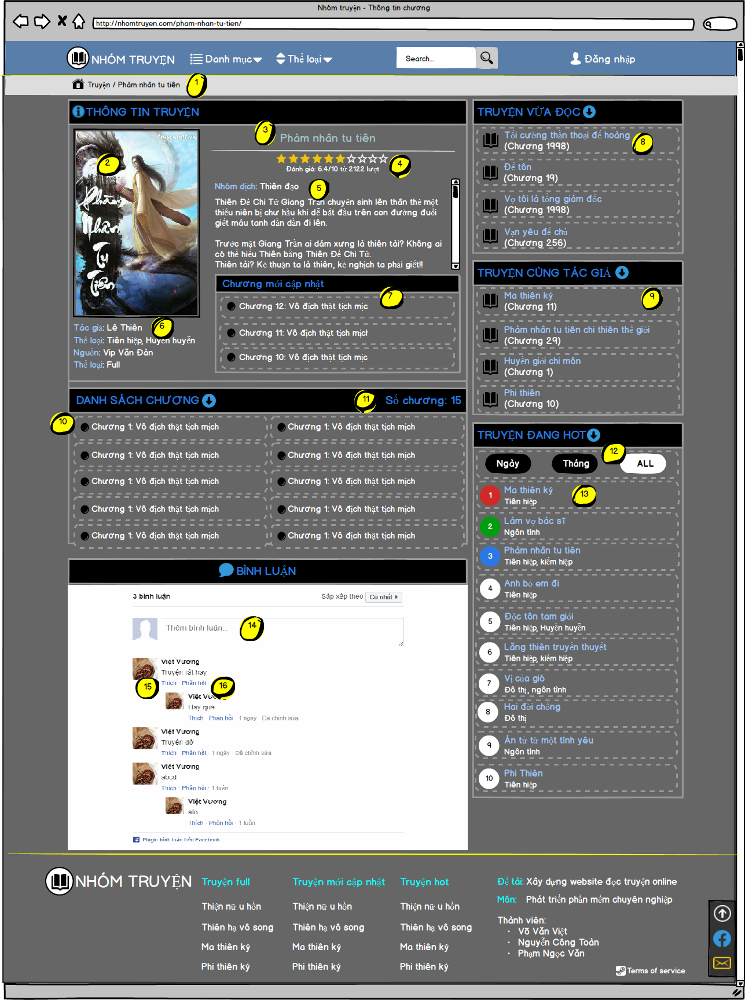 Nhóm truyện - Thông tin chương
http://nhomtruyen.com/pham-nhan-tu-tien/
NHÓM TRUYỆN
Danh mục
Thể loại
Search...
Đăng nhập
Truyện / Phàm nhân tu tiên
1
THÔNG TIN TRUYỆN
truyenfull.vn
2
Phàm Nhân Tu Tiên
3
Phàm nhân tu tiên
Đánh giá: 6.4/10 từ 2122 lượt
4
Nhóm dịch: Thiên đạo
5
Thiên Đế Chi Tử Giang Trần chuyên sinh lên thân thể một
thiếu niên bị chư hầu khi dễ bắt đầu trên con đường đuổi
giết máu tanh dần dần đi lên.
Trước mặt Giang Trần ai dám xưng là thiên tài? Không ai
có thể hiểu Thiên bằng Thiên Đế Chi Tử.
Thiên tài? Kẻ thuận ta là thiên, kẻ nghịch ta phải giết!!
Tác giả: Lê Thiên
6
Thể loại: Tiên hiệp, Huyền huyễn
Nguồn: Vip Văn Đàn
Thể loại: Full
Chương mới cập nhật
7
Chương 12: Vô địch thật tịch mịc
Chương 11: Vô địch thật tịch mịch
Chương 10: Vô địch thật tịch mịc
DANH SÁCH CHƯƠNG
11
Số chương: 15
10
Chương 1: Vô địch thật tịch mịch
Chương 1: Vô địch thật tịch mịch
Chương 1: Vô địch thật tịch mịch
Chương 1: Vô địch thật tịch mịch
Chương 1: Vô địch thật tịch mịch
Chương 1: Vô địch thật tịch mịch
Chương 1: Vô địch thật tịch mịch
Chương 1: Vô địch thật tịch mịch
Chương 1: Vô địch thật tịch mịch
Chương 1: Vô địch thật tịch mịch
BÌNH LUẬN
3 bình luận
Sắp xếp theo
Cũ nhất
Thêm bình luận...
14
Việt Vương
Truyện rất hay
Thích · Phản hồi ·
15
16
Việt Vương
Hay quá
Thích · Phản hồi · 1 ngày · Đã chỉnh sửa
Việt Vương
Truyện dở
Thích · Phản hồi · 1 ngày · Đã chỉnh sửa
Việt Vương
abcd
Thích · Phản hồi · 1 tuần
Việt Vương
alo
Thích · Phản hồi · 1 tuần
Plugin bình luận trên Facebook
TRUYỆN VỪA ĐỌC
Tối cường thần thoại đế hoàng
(Chương 1998)
8
Đế tôn
(Chương 19)
Vợ tôi là tổng giám đốc
(Chương 1998)
Vạn yêu đế chủ
(Chương 256)
TRUYỆN CÙNG TÁC GIẢ
Ma thiên ký
(Chương 11)
9
Phàm nhân tu tiên chi thiên thế giới
(Chương 29)
Huyền giới chi môn
(Chương 1)
Phi thiên
(Chương 10)
TRUYỆN ĐANG HOT
12
Ngày
Tháng
ALL
1
Ma thiên ký
Tiên hiệp
13
2
Làm vợ bác sĩ
Ngôn tình
3
Phàm nhân tu tiên
Tiên hiệp, kiếm hiệp
4
Anh bỏ em đi
Tiên hiệp
5
Độc tôn tam giới
Tiên hiệp, Huyền huyễn
6
Lăng thiên truyền thuyết
Tiên hiệp, kiếm hiệp
7
Vị của gió
Đô thị, ngôn tình
8
Hai đời chồng
Đô thị
9
Ấn tử từ một tình yêu
Ngôn tình
10
Phi Thiên
Tiên hiệp
NHÓM TRUYỆN
Truyện full
Thiện nữ u hồn
Thiên hạ vô song
Ma thiên ký
Phi thiên ký
Truyện mới cập nhật
Thiện nữ u hồn
Thiên hạ vô song
Ma thiên ký
Phi thiên ký
Truyện hot
Thiện nữ u hồn
Thiên hạ vô song
Ma thiên ký
Phi thiên ký
Đề tài: Xây dựng website đọc truyện online
Môn: Phát triển phần mềm chuyên nghiệp
Thành viên:
· Võ Văn Việt
· Nguyễn Công Toàn
· Phạm Ngọc Văn
Terms of service